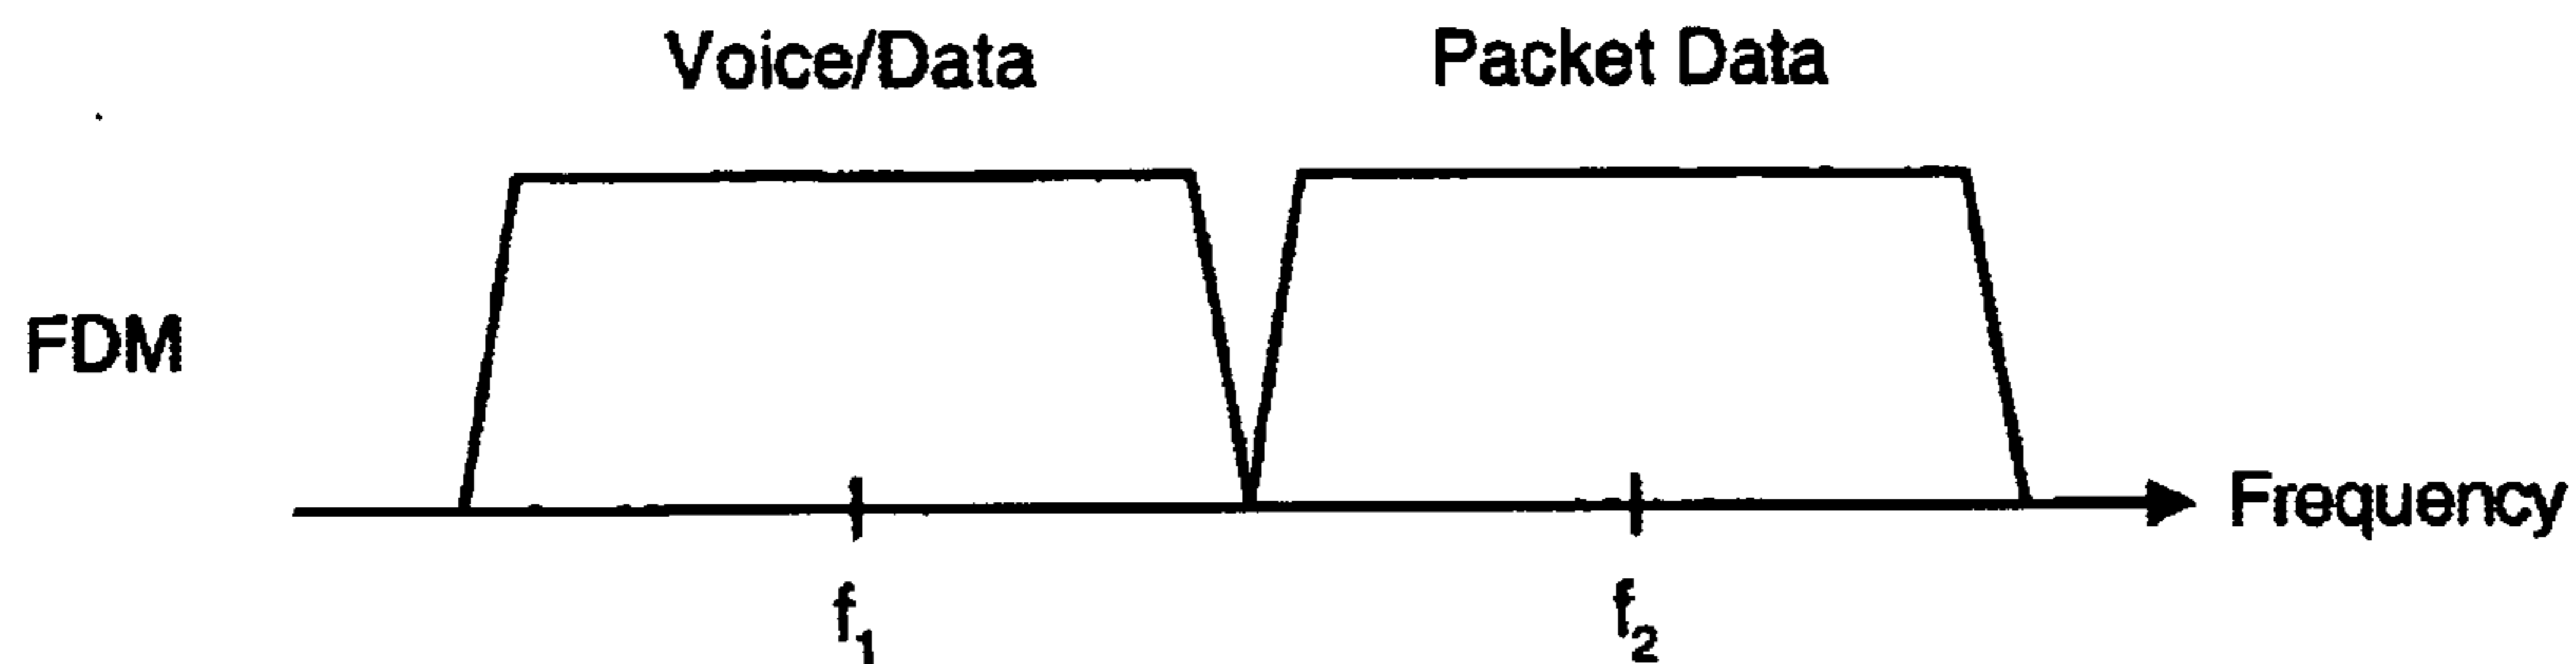 Voice/Data
Packet Data
FDM
Frequency
f₁
f₂